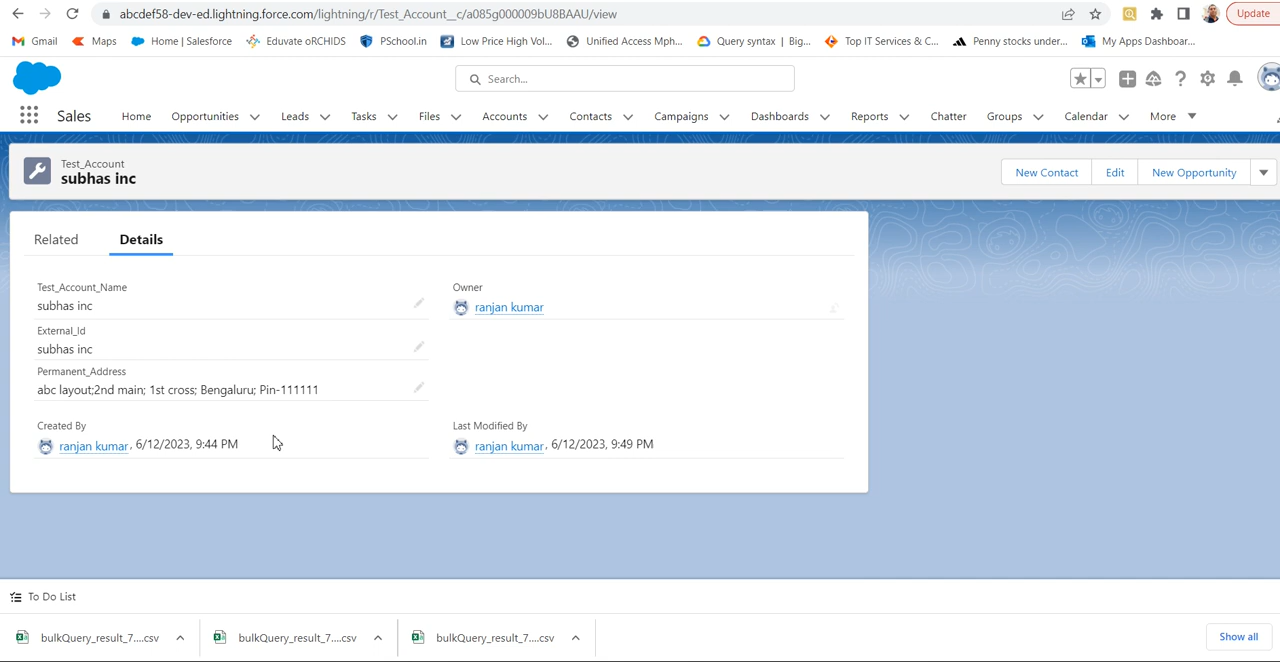 abcdef58-dev-ed.lightning.force.com/lightning/r/Test_Account__c/a085g000009bU8BAAU/view
Update
Gmail Maps Home | Salesforce Eduvate oRCHIDS PSchool.in Low Price High Vol... Unified Access Mph... Query syntax | Big... Top IT Services & C... Penny stocks under... My Apps Dashboar...
Search...
Sales Home Opportunities Leads Tasks Files Accounts Contacts Campaigns Dashboards Reports Chatter Groups Calendar More
Test_Account
subhas inc
New Contact Edit New Opportunity
Related Details
Test_Account_Name
subhas inc
Owner
ranjan kumar
External_Id
subhas inc
Permanent_Address
abc layout;2nd main; 1st cross; Bengaluru; Pin-111111
Created By
ranjan kumar, 6/12/2023, 9:44 PM
Last Modified By
ranjan kumar, 6/12/2023, 9:49 PM
To Do List
bulkQuery_result_7....csv bulkQuery_result_7....csv bulkQuery_result_7....csv Show all